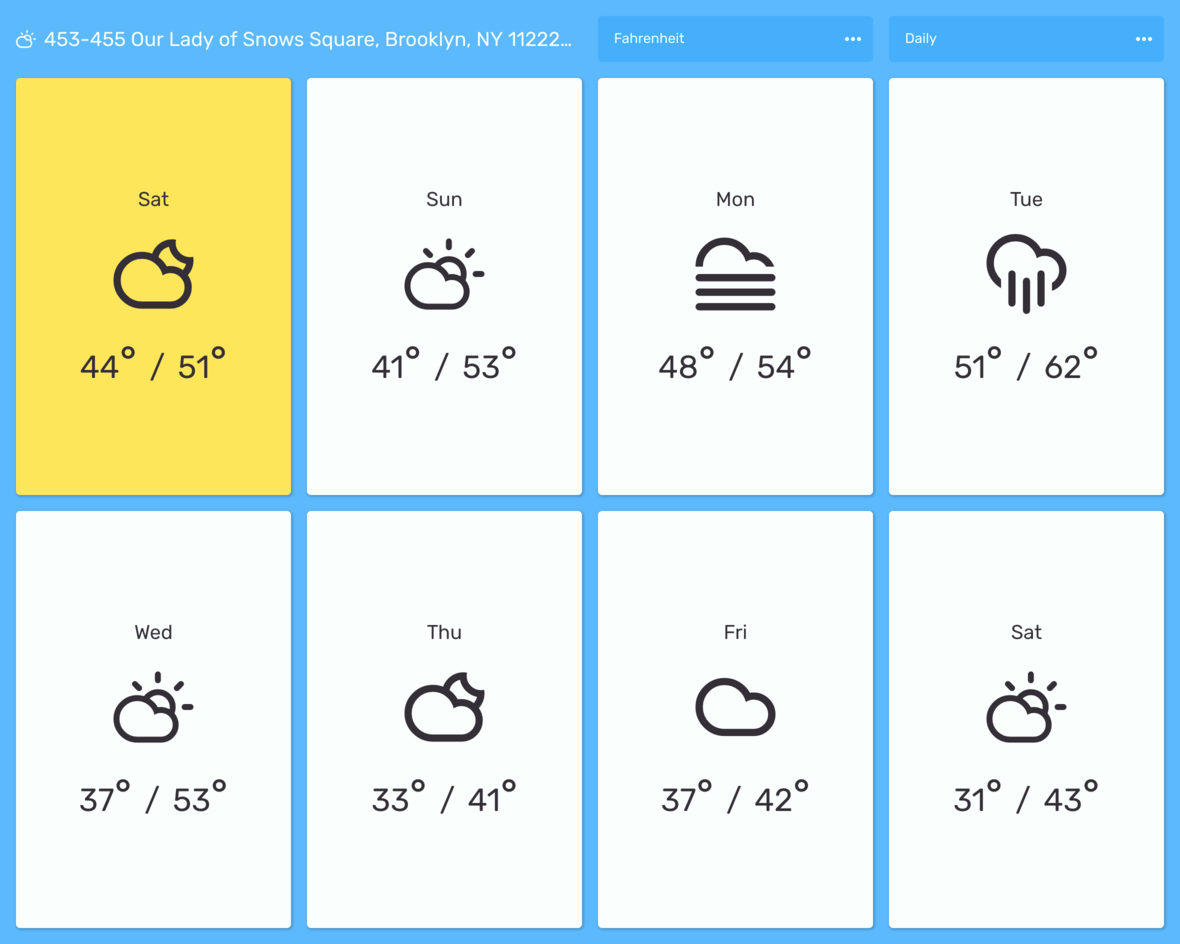 453-455 Our Lady of Snows Square, Brooklyn, NY 11222...
Fahrenheit
Daily
Sat
44° / 51°
Sun
41° / 53°
Mon
48° / 54°
Tue
51° / 62°
Wed
37° / 53°
Thu
33° / 41°
Fri
37° / 42°
Sat
31° / 43°